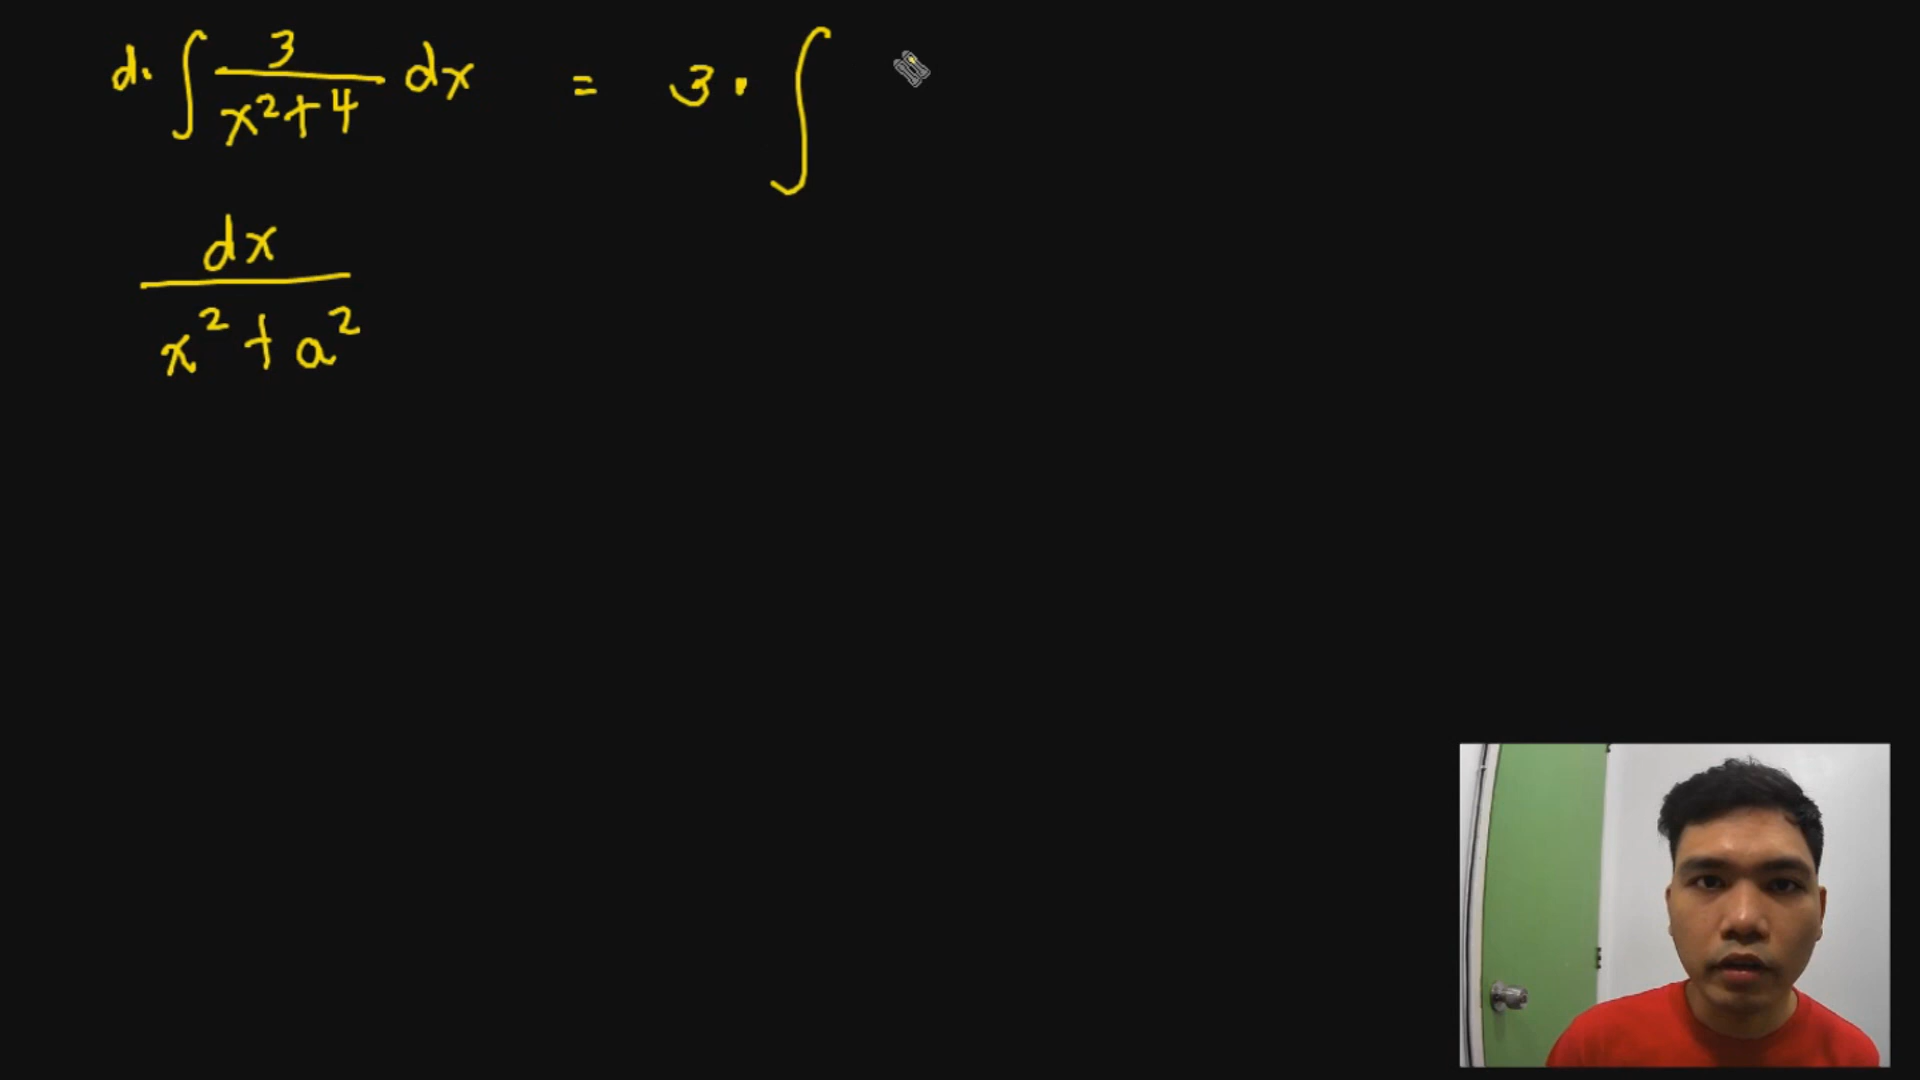 d. ∫ 3/(x²+4) dx = 3 · ∫
dx/(x² + a²)